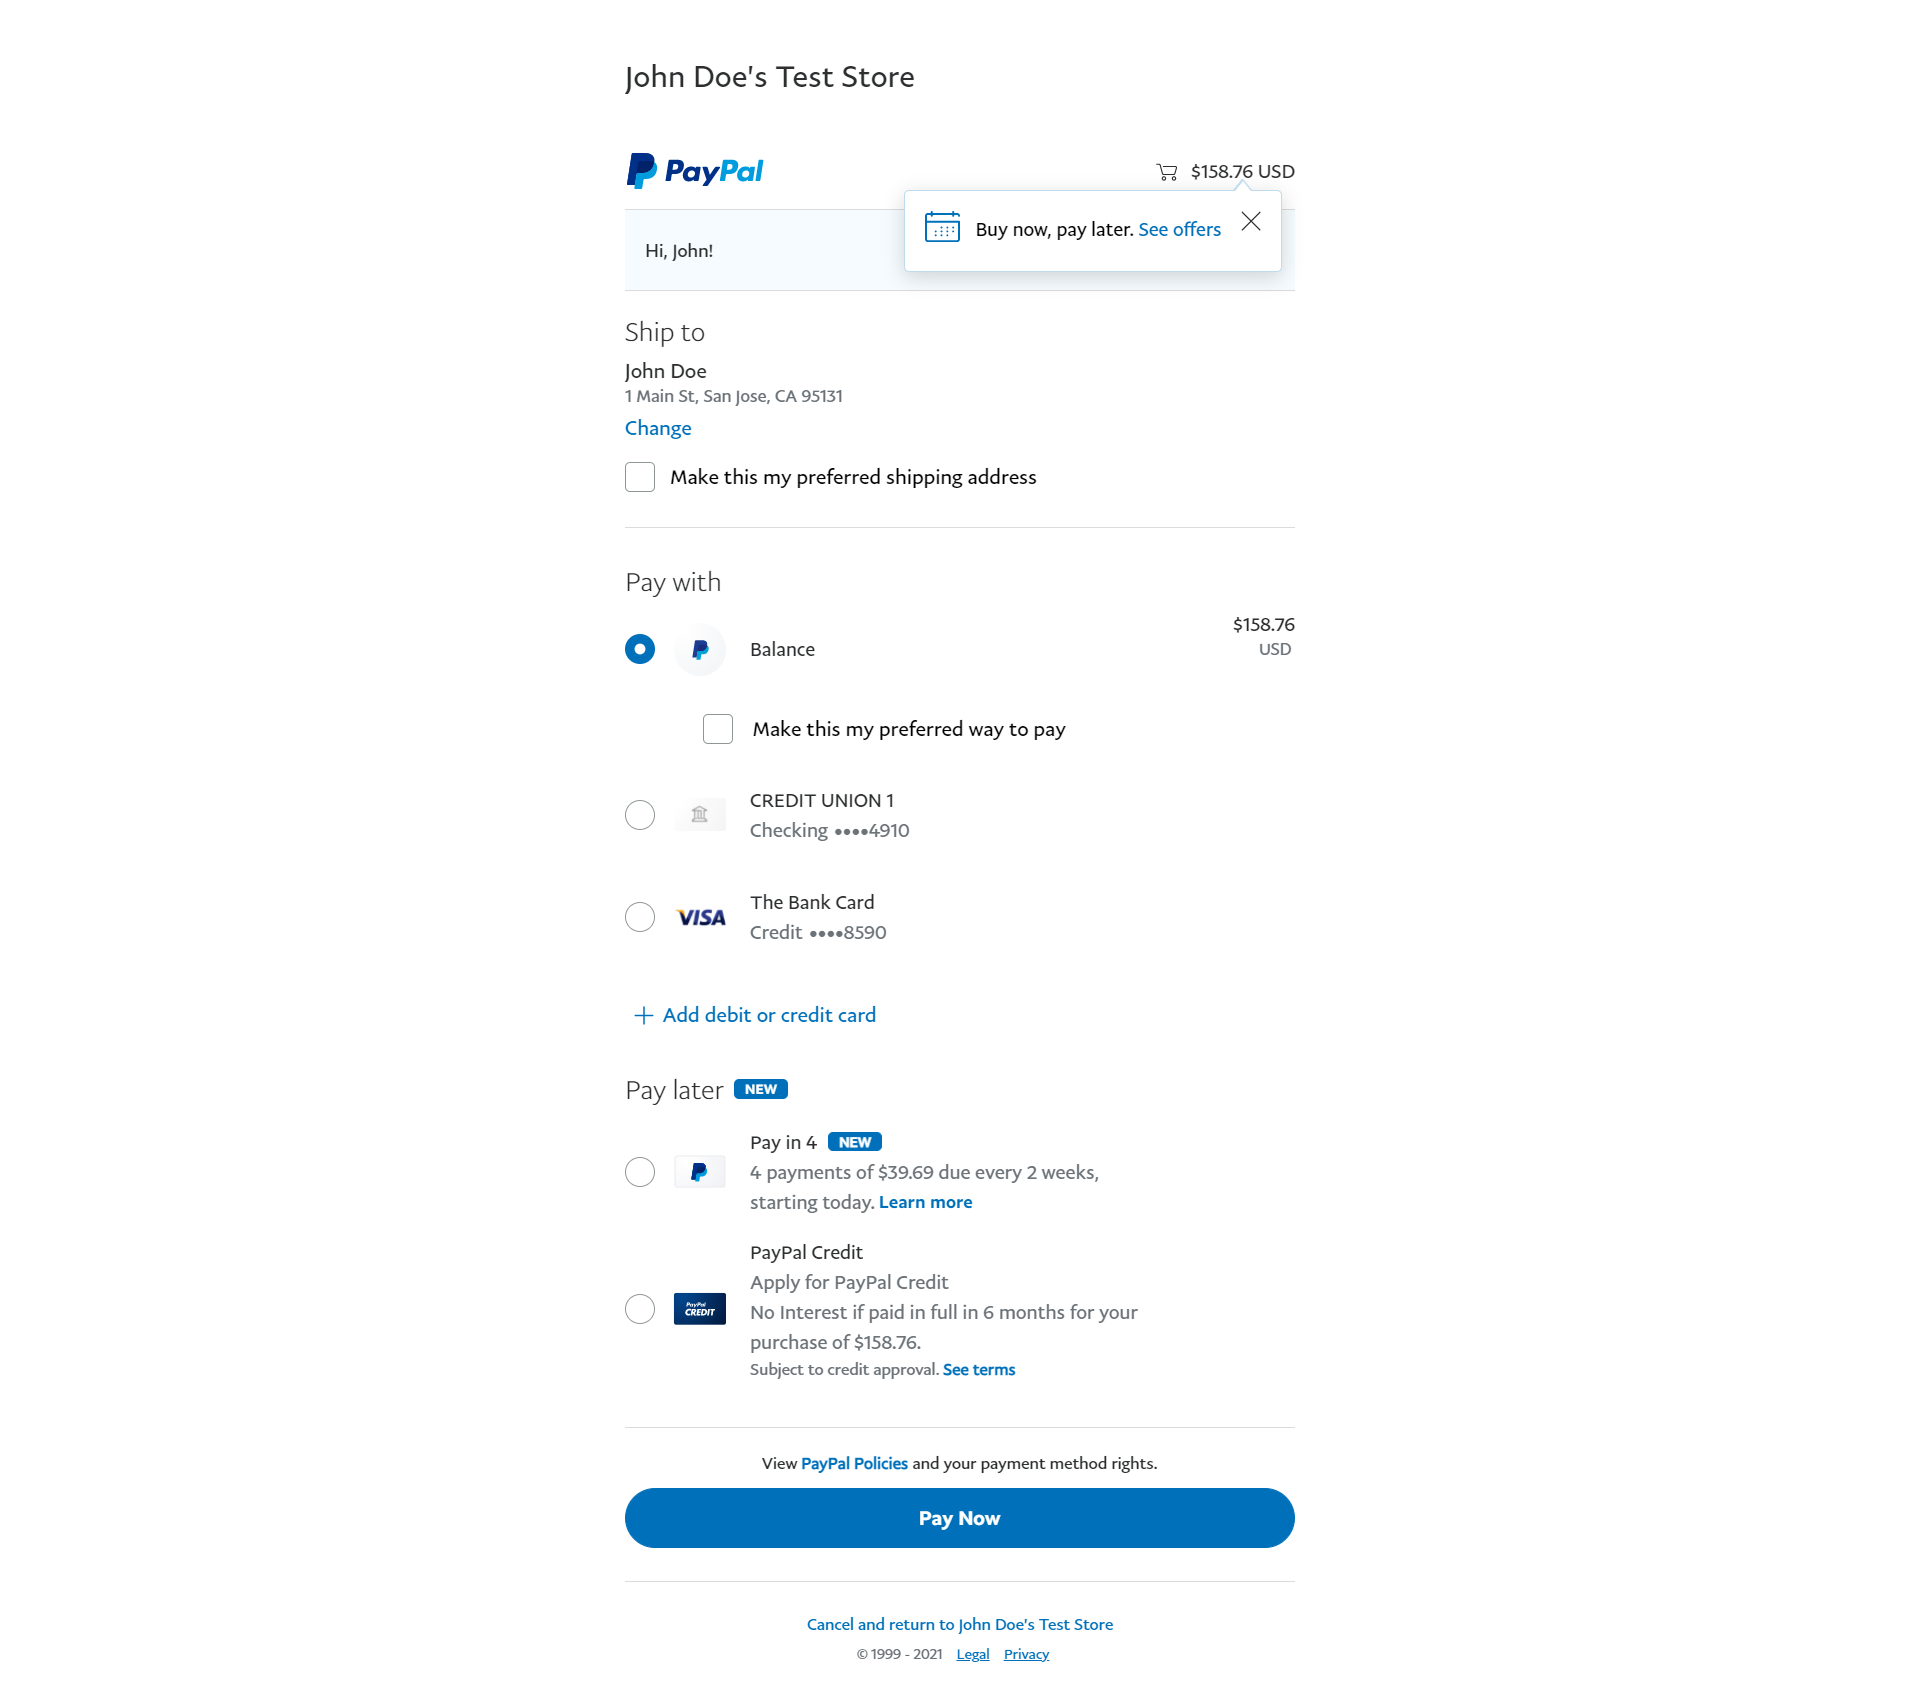 John Doe's Test Store
PayPal
$158.76 USD
Buy now, pay later. See offers
Hi, John!
Ship to
John Doe
1 Main St, San Jose, CA 95131
Change
Make this my preferred shipping address
Pay with
$158.76
Balance
USD
Make this my preferred way to pay
CREDIT UNION 1
Checking ••••4910
VISA
The Bank Card
Credit ••••8590
Add debit or credit card
Pay later NEW
Pay in 4 NEW
4 payments of $39.69 due every 2 weeks,
starting today. Learn more
PayPal Credit
Apply for PayPal Credit
PayPal
CREDIT
No Interest if paid in full in 6 months for your
purchase of $158.76.
Subject to credit approval. See terms
View PayPal Policies and your payment method rights.
Pay Now
Cancel and return to John Doe's Test Store
© 1999 - 2021 Legal Privacy